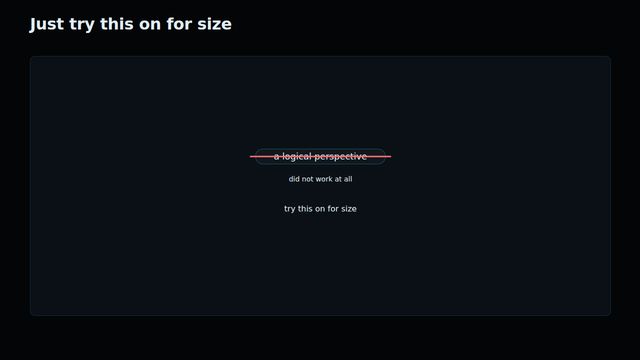 Just try this on for size
a logical perspective
did not work at all
try this on for size